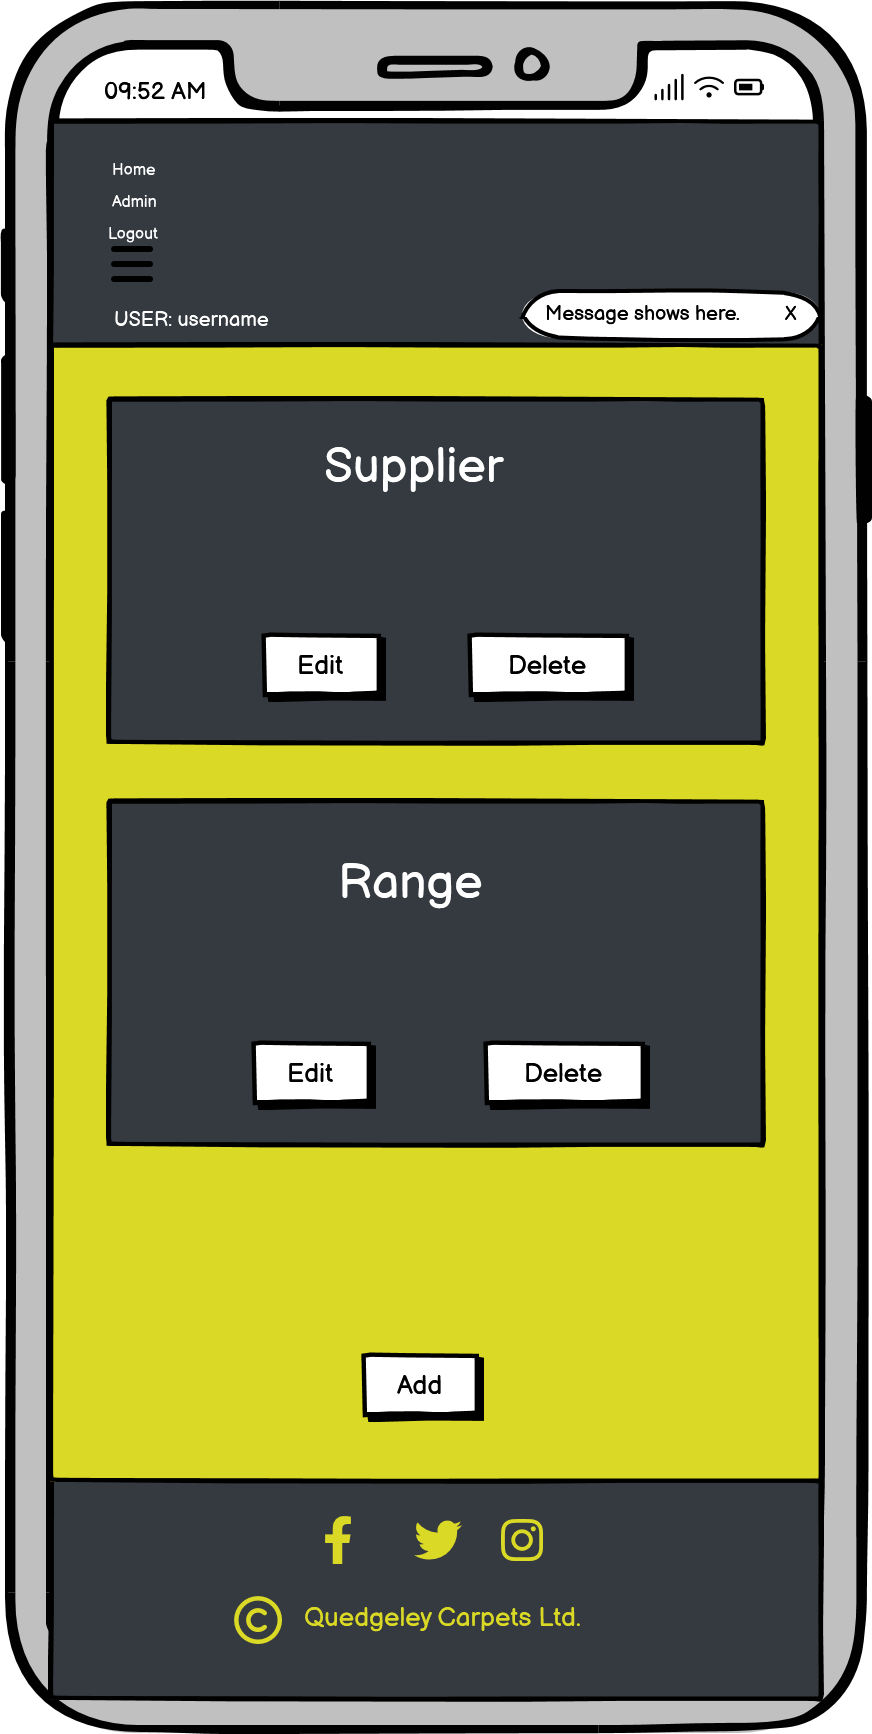 09:52 AM
Home
Admin
Logout
USER: username
Message shows here. X
Supplier
Edit Delete
Range
Edit Delete
Add
© Quedgeley Carpets Ltd.